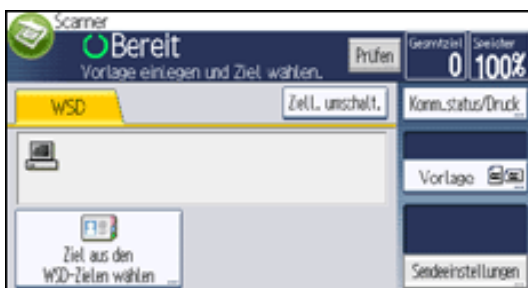 Scanner
Bereit
Vorlage einlegen und Ziel wählen.
Prüfen
Gesamtziel
0
Speicher
100%
WSD
Zell. umschalt.
Komm.status/Druck
Vorlage
Ziel aus den
WSD-Zielen wählen
Sendeeinstellungen